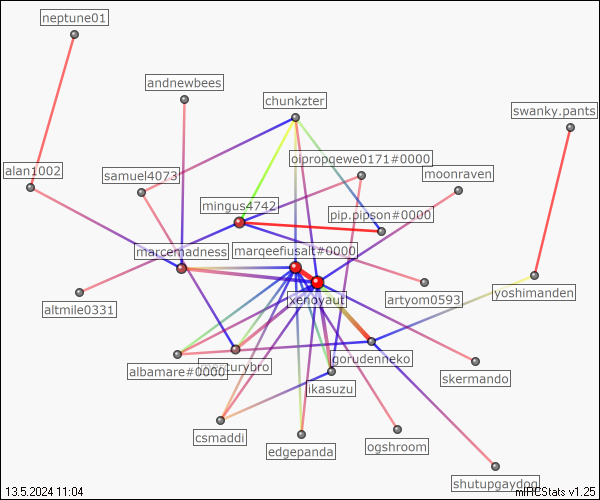 neptune01
andnewbees
chunkzter
swanky.pants
oipropqewe0171#0000
alan1002
samuel4073
moonraven
mingus4742
pip.pipson#0000
marcemadness
marqeefiusalt#0000
xenoyaut
yoshimanden
altmile0331
artyom0593
gorudenneko
albamare#0000
mercurybro
skermando
ikasuzu
csmaddi
edgepanda
ogshroom
shutupgaydog
13.5.2024 11:04
mIRCStats v1.25